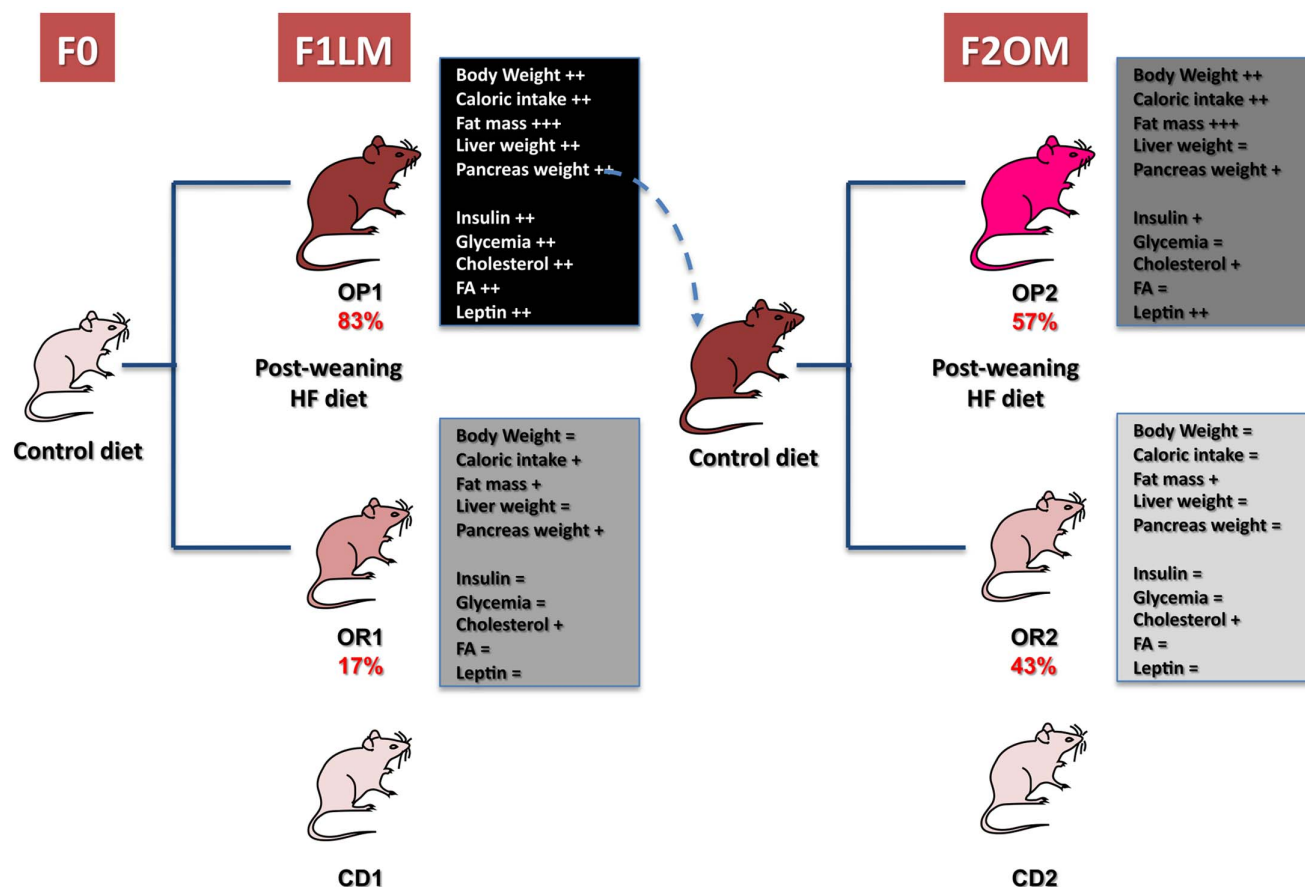 F0
F1LM
F2OM
Control diet
OP1
83%
Post-weaning
HF diet
OR1
17%
CD1
Body Weight ++
Caloric intake ++
Fat mass +++
Liver weight ++
Pancreas weight ++
Insulin ++
Glycemia ++
Cholesterol ++
FA ++
Leptin ++
Body Weight =
Caloric intake +
Fat mass +
Liver weight =
Pancreas weight +
Insulin =
Glycemia =
Cholesterol +
FA =
Leptin =
Control diet
OP2
57%
Post-weaning
HF diet
OR2
43%
CD2
Body Weight ++
Caloric intake ++
Fat mass +++
Liver weight =
Pancreas weight +
Insulin +
Glycemia =
Cholesterol +
FA =
Leptin ++
Body Weight =
Caloric intake =
Fat mass +
Liver weight =
Pancreas weight =
Insulin =
Glycemia =
Cholesterol +
FA =
Leptin =